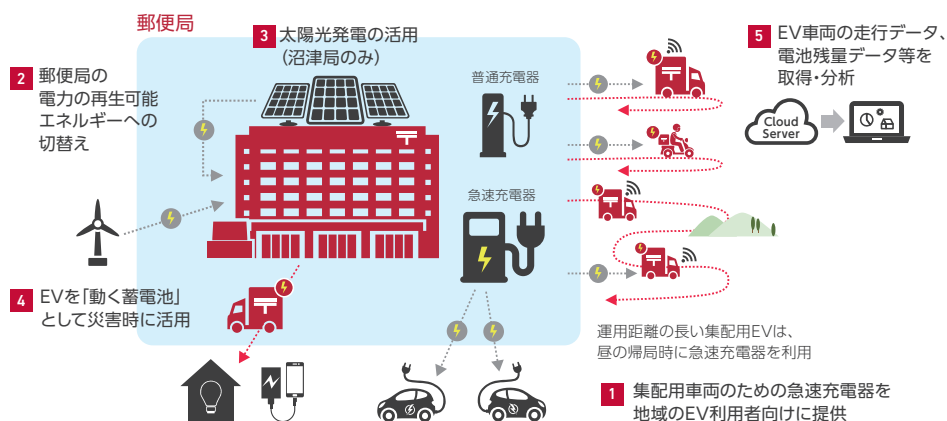 郵便局
1 集配用車両のための急速充電器を
地域のEV利用者向けに提供
2 郵便局の
電力の再生可能
エネルギーへの
切替え
3 太陽光発電の活用
（沼津局のみ）
4 EVを「動く蓄電池」
として災害時に活用
5 EV車両の走行データ、
電池残量データ等を
取得・分析
Cloud
Server
普通充電器
急速充電器
運用距離の長い集配用EVは、
昼の帰局時に急速充電器を利用